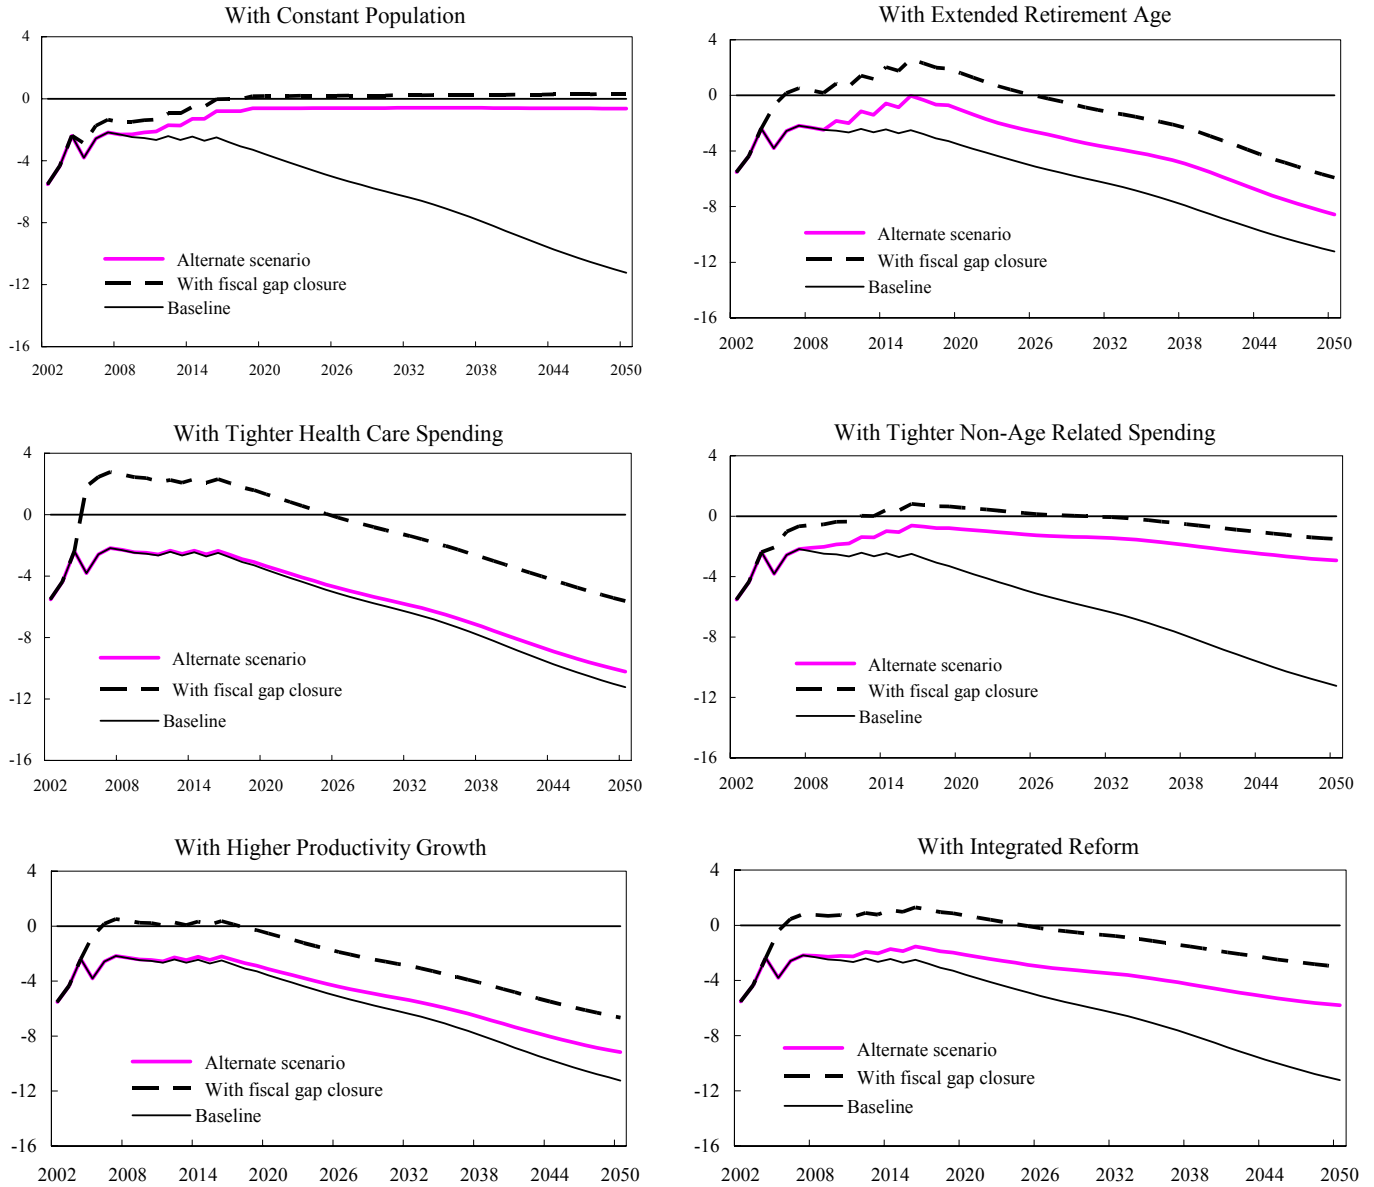 With Constant Population
4
0
-4
-8
-12
-16
Alternate scenario
With fiscal gap closure
Baseline
2002 2008 2014 2020 2026 2032 2038 2044 2050
With Extended Retirement Age
4
0
-4
-8
-12
-16
Alternate scenario
With fiscal gap closure
Baseline
2002 2008 2014 2020 2026 2032 2038 2044 2050
With Tighter Health Care Spending
4
0
-4
-8
-12
-16
Alternate scenario
With fiscal gap closure
Baseline
2002 2008 2014 2020 2026 2032 2038 2044 2050
With Tighter Non-Age Related Spending
4
0
-4
-8
-12
-16
Alternate scenario
With fiscal gap closure
Baseline
2002 2008 2014 2020 2026 2032 2038 2044 2050
With Higher Productivity Growth
4
0
-4
-8
-12
-16
Alternate scenario
With fiscal gap closure
Baseline
2002 2008 2014 2020 2026 2032 2038 2044 2050
With Integrated Reform
4
0
-4
-8
-12
-16
Alternate scenario
With fiscal gap closure
Baseline
2002 2008 2014 2020 2026 2032 2038 2044 2050